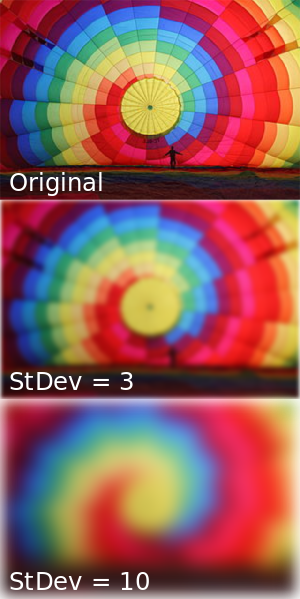 Original
StDev = 3
StDev = 10